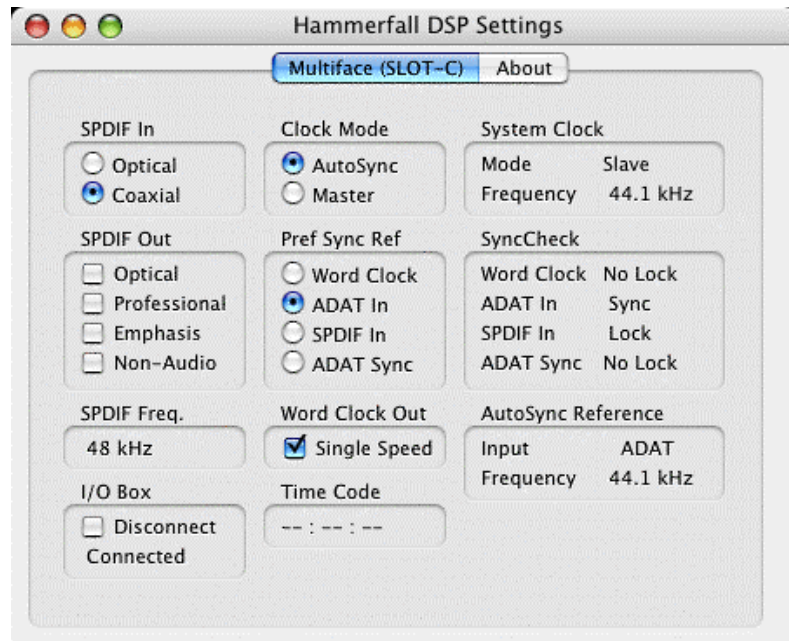 Hammerfall DSP Settings
Multiface (SLOT-C) About
SPDIF In
Optical
Coaxial
Clock Mode
AutoSync
Master
System Clock
Mode Slave
Frequency 44.1 kHz
SPDIF Out
Optical
Professional
Emphasis
Non-Audio
Pref Sync Ref
Word Clock
ADAT In
SPDIF In
ADAT Sync
SyncCheck
Word Clock No Lock
ADAT In Sync
SPDIF In Lock
ADAT Sync No Lock
SPDIF Freq.
48 kHz
Word Clock Out
Single Speed
AutoSync Reference
Input ADAT
Frequency 44.1 kHz
I/O Box
Disconnect
Connected
Time Code
-- : -- : --